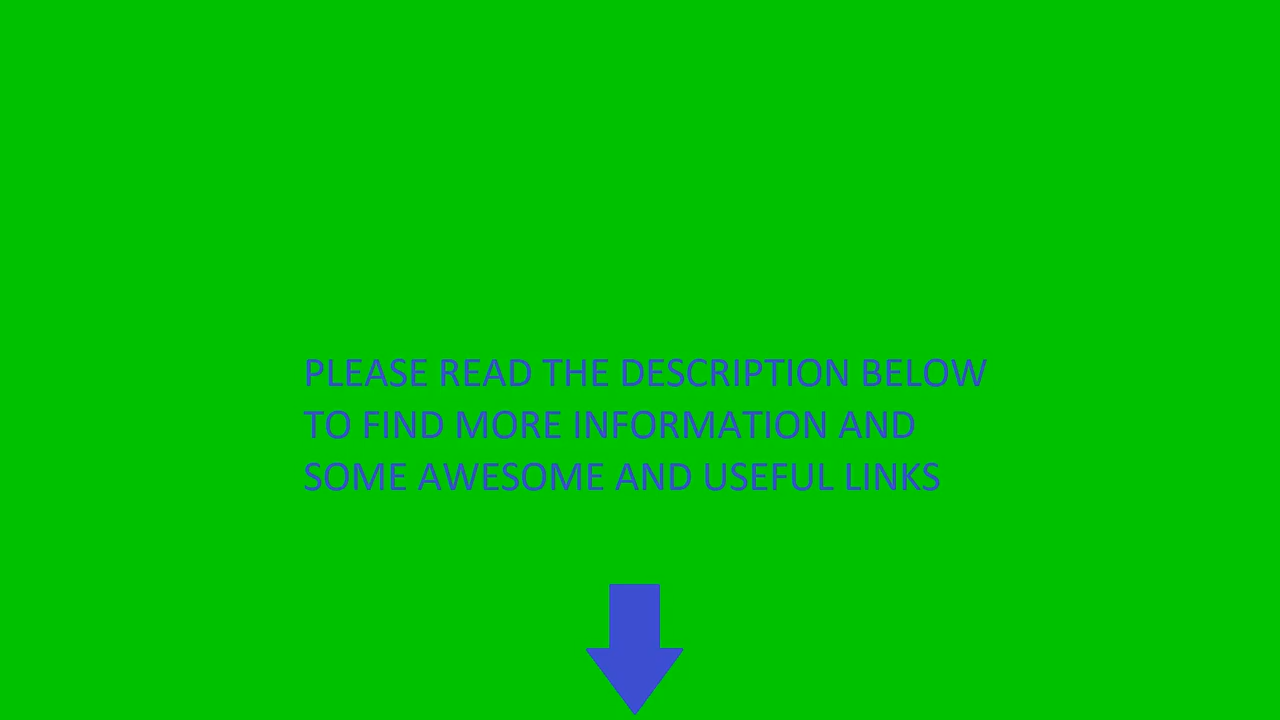 PLEASE READ THE DESCRIPTION BELOW
TO FIND MORE INFORMATION AND
SOME AWESOME AND USEFUL LINKS